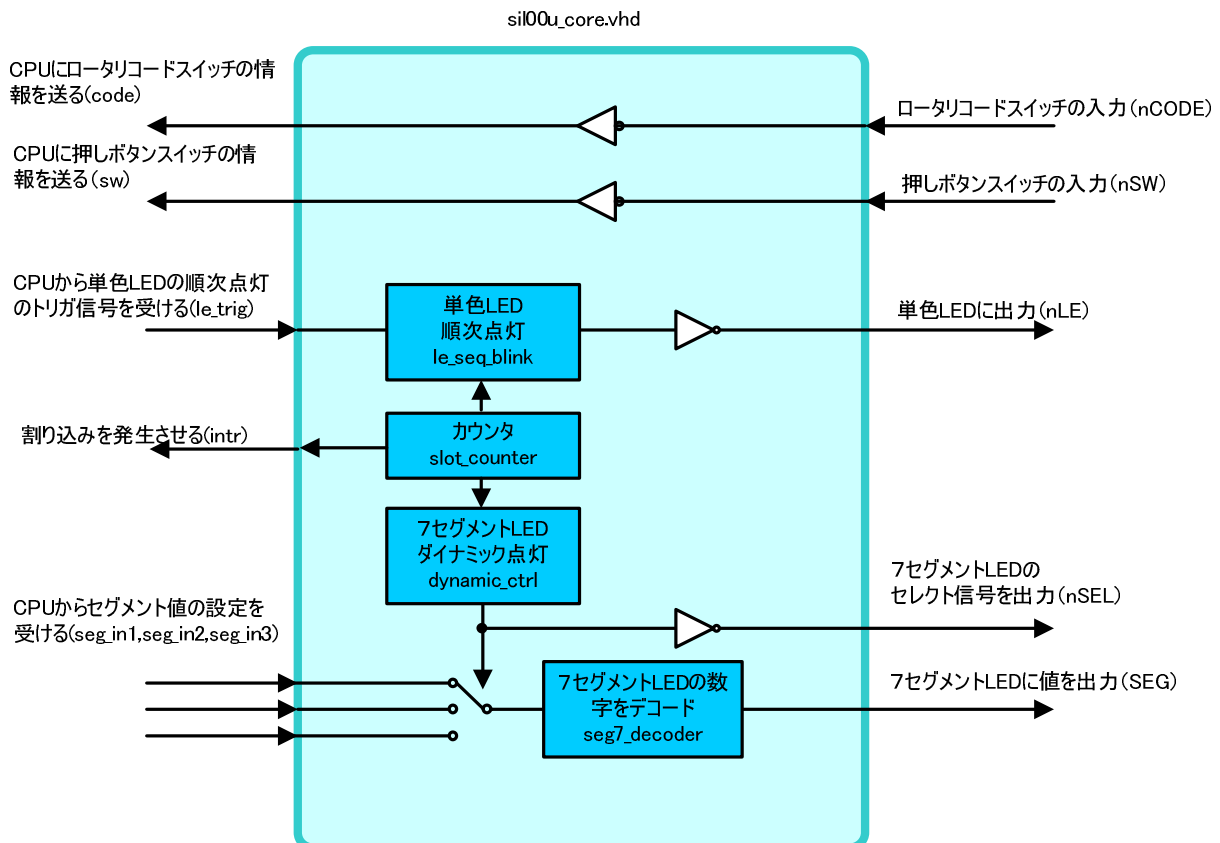 sil00u_core.vhd
CPUにロータリコードスイッチの情
報を送る(code)
ロータリコードスイッチの入力(nCODE)
CPUに押しボタンスイッチの情
報を送る(sw)
押しボタンスイッチの入力(nSW)
CPUから単色LEDの順次点灯
のトリガ信号を受ける(le_trig)
単色LED
順次点灯
le_seq_blink
単色LEDに出力(nLE)
割り込みを発生させる(intr)
カウンタ
slot_counter
7セグメントLED
ダイナミック点灯
dynamic_ctrl
7セグメントLEDの
セレクト信号を出力(nSEL)
CPUからセグメント値の設定を
受ける(seg_in1,seg_in2,seg_in3)
7セグメントLEDの数
字をデコード
seg7_decoder
7セグメントLEDに値を出力(SEG)